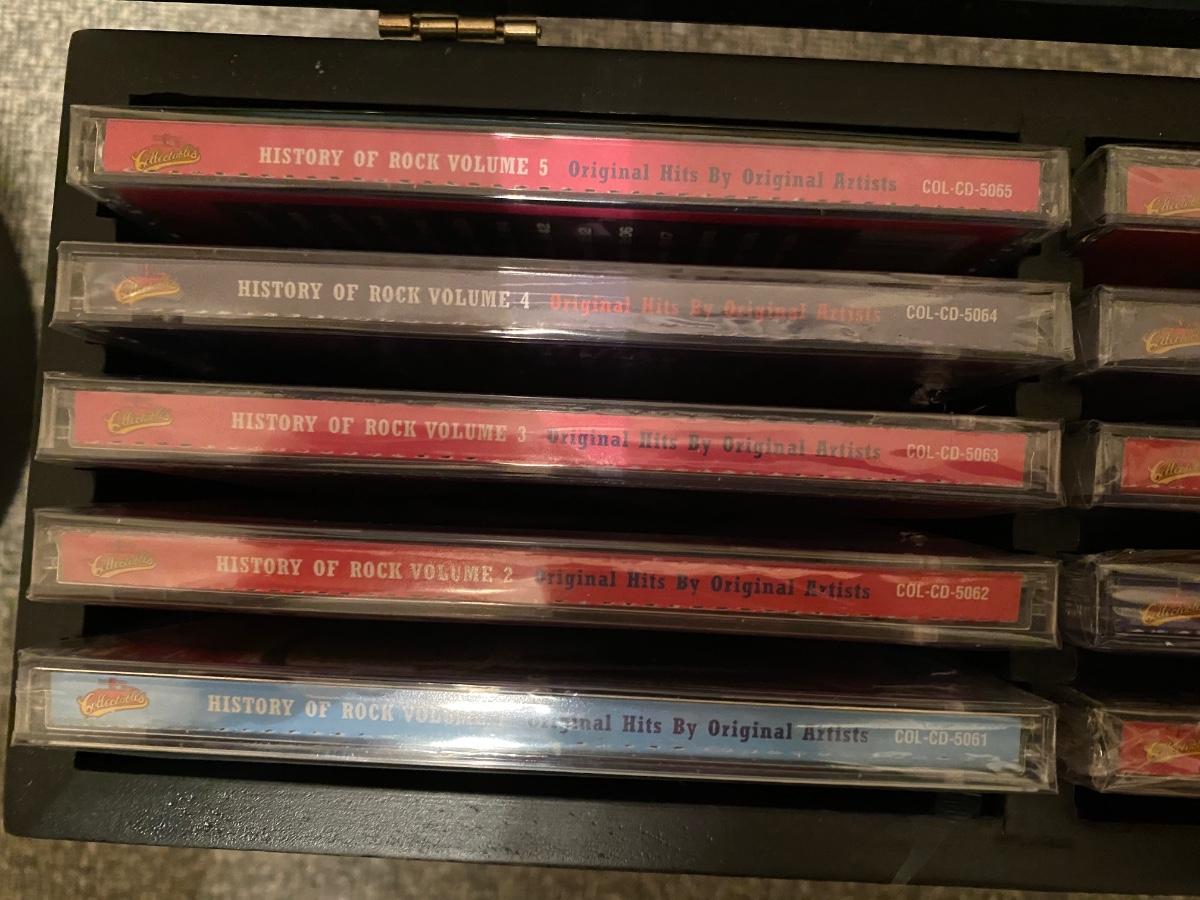 Collectables HISTORY OF ROCK VOLUME 5 Original Hits By Original Artists COL-CD-5065
Collectables HISTORY OF ROCK VOLUME 4 Original Hits By Original Artists COL-CD-5064
Collectables HISTORY OF ROCK VOLUME 3 Original Hits By Original Artists COL-CD-5063
Collectables HISTORY OF ROCK VOLUME 2 Original Hits By Original Artists COL-CD-5062
Collectables HISTORY OF ROCK VOLUME Original Hits By Original Artists COL-CD-5061